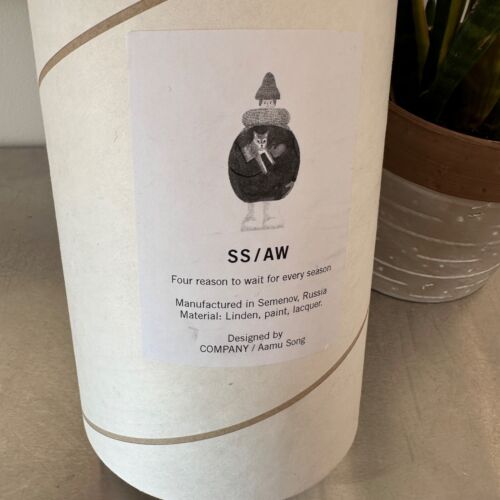 SS/AW
Four reason to wait for every season
Manufactured in Semenov, Russia
Material: Linden, paint, lacquer.
Designed by
COMPANY / Aamu Song